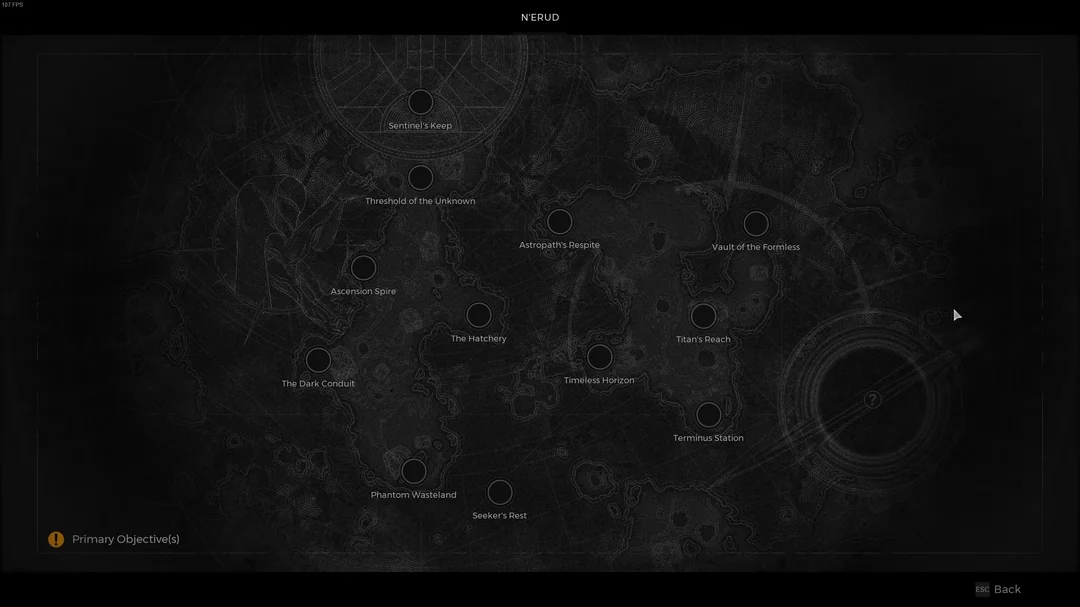 107 FPS
N'ERUD
Sentinel's Keep
Threshold of the Unknown
Astropath's Respite
Vault of the Formless
Ascension Spire
The Hatchery
Titan's Reach
The Dark Conduit
Timeless Horizon
?
Terminus Station
Phantom Wasteland
Seeker's Rest
! Primary Objective(s)
ESC Back